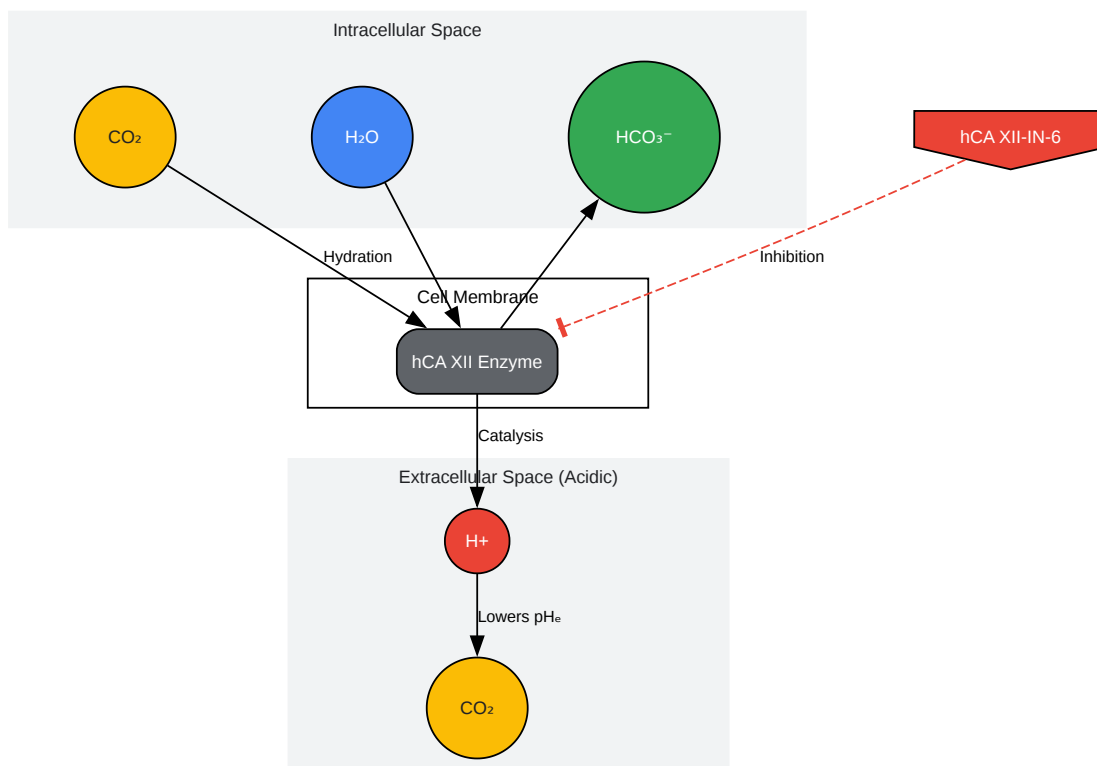 Intracellular Space
CO₂
H₂O
HCO₃⁻
hCA XII-IN-6
Hydration
Inhibition
Cell Membrane
hCA XII Enzyme
Catalysis
Extracellular Space (Acidic)
H+
Lowers pHₑ
CO₂